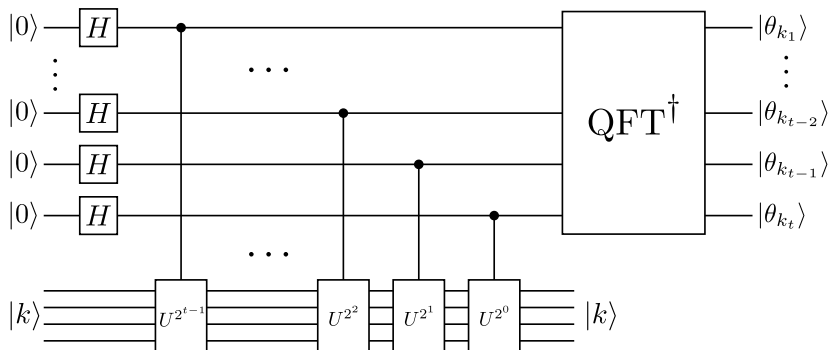 |0⟩ H |θ_{k_1}⟩
⋮ · · · ⋮
|0⟩ H QFT† |θ_{k_{t−2}}⟩
|0⟩ H |θ_{k_{t−1}}⟩
|0⟩ H |θ_{k_t}⟩
· · ·
|k⟩ U^{2^{t−1}} U^{2^2} U^{2^1} U^{2^0} |k⟩